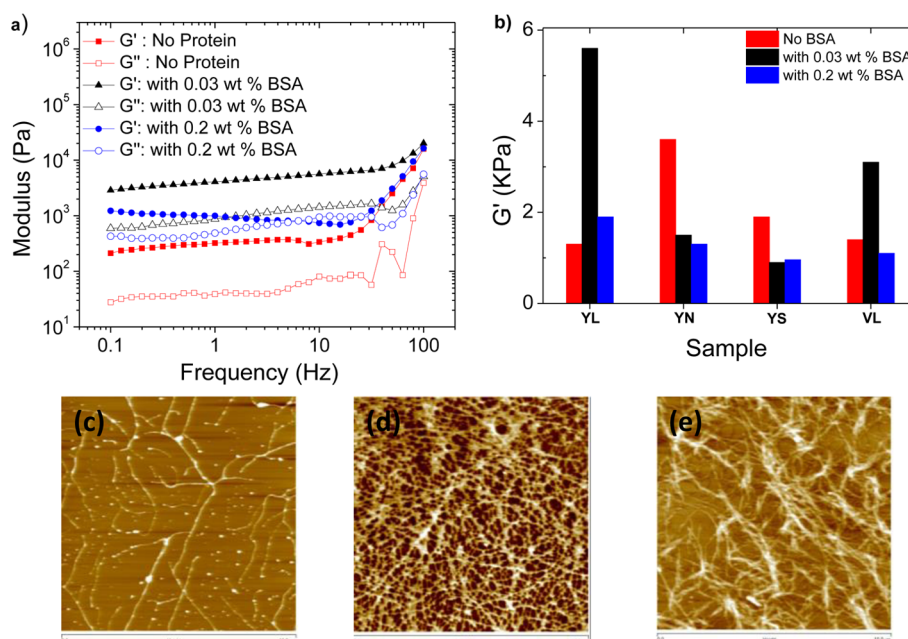 a)
10^6
10^5
10^4
10^3
10^2
10^1
Modulus (Pa)
G' : No Protein
G'' : No Protein
G': with 0.03 wt % BSA
G'': with 0.03 wt % BSA
G': with 0.2 wt % BSA
G'': with 0.2 wt % BSA
0.1 1 10 100
Frequency (Hz)
b)
6
4
2
0
G' (KPa)
No BSA
with 0.03 wt % BSA
with 0.2 wt % BSA
YL YN YS VL
Sample
(c) (d) (e)